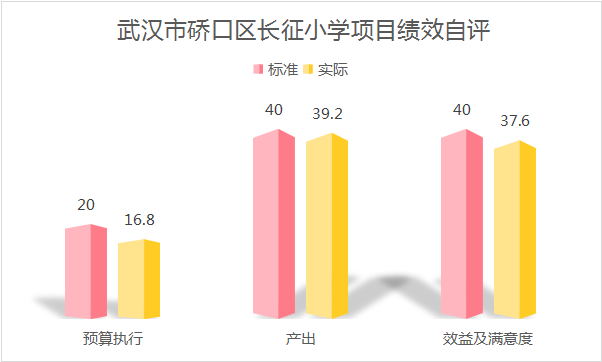 武汉市硚口区长征小学项目绩效自评
标准 实际
20 16.8 40 39.2 40 37.6
预算执行 产出 效益及满意度